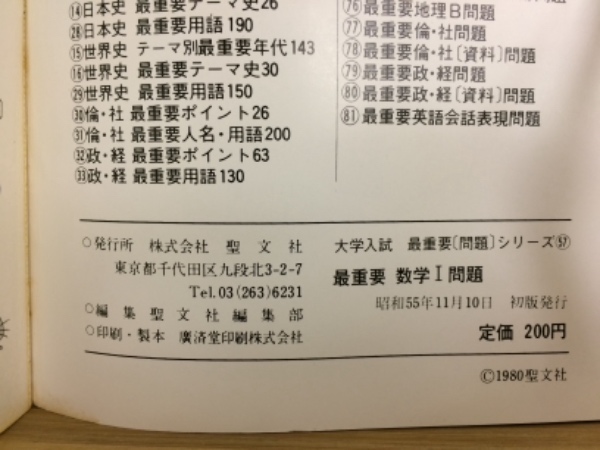 ⑭日本史 最重要テーマ史26
㉘日本史 最重要用語190
⑮世界史 テーマ別最重要年代143
⑯世界史 最重要テーマ史30
㉙世界史 最重要用語150
㉚倫・社 最重要ポイント26
㉛倫・社 最重要人名・用語200
㉜政・経 最重要ポイント63
㉝政・経 最重要用語130
問題
㊆最重要地理B問題
㊆最重要倫・社問題
㊆最重要倫・社〔資料〕問題
㊆最重要政・経問題
㊇最重要政・経〔資料〕問題
㊇最重要英語会話表現問題
○発行所 株式会社 聖文社
東京都千代田区九段北3-2-7
Tel.03(263)6231
○編集 聖文社編集部
○印刷・製本 廣済堂印刷株式会社
大学入試 最重要〔問題〕シリーズ57
最重要 数学Ⅰ問題
昭和55年11月10日 初版発行
定価 200円
©1980聖文社